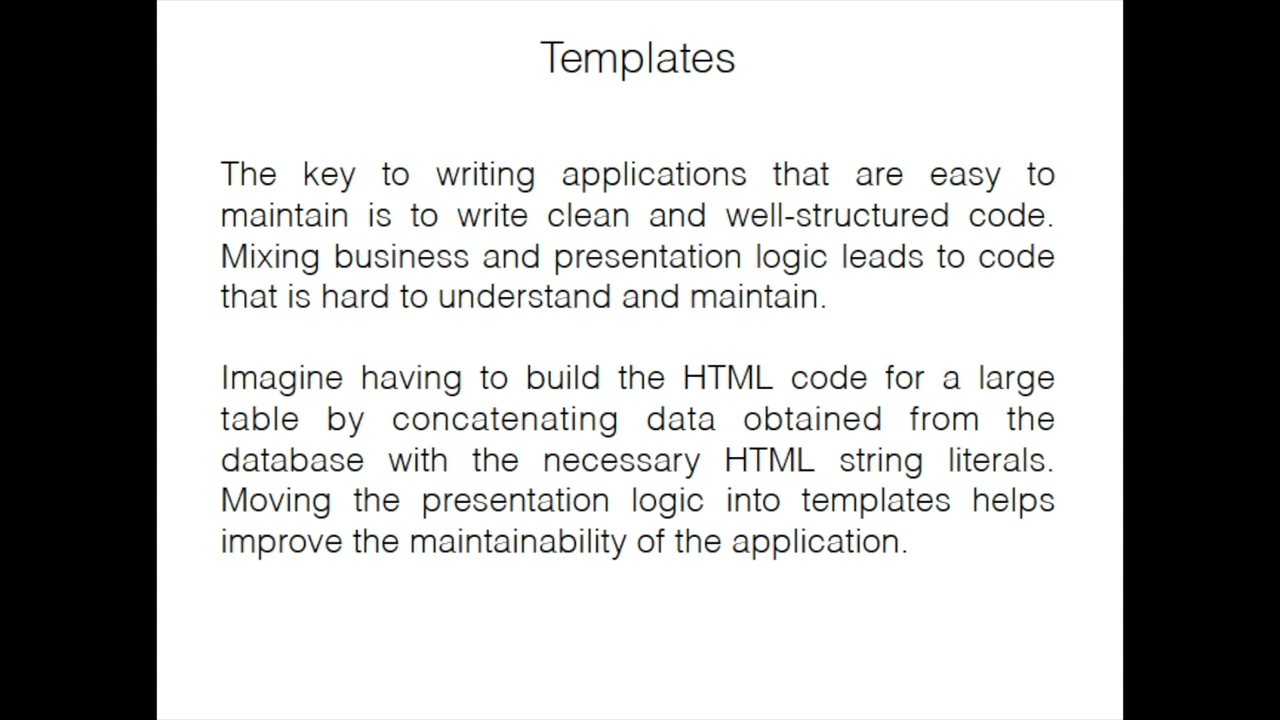 Templates
The key to writing applications that are easy to
maintain is to write clean and well-structured code.
Mixing business and presentation logic leads to code
that is hard to understand and maintain.
Imagine having to build the HTML code for a large
table by concatenating data obtained from the
database with the necessary HTML string literals.
Moving the presentation logic into templates helps
improve the maintainability of the application.